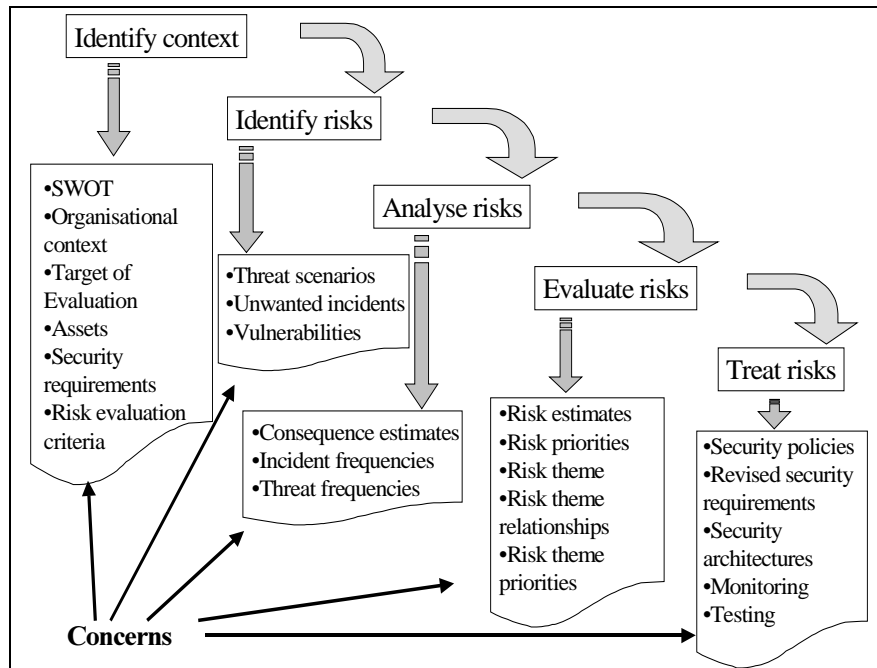 Identify context
Identify risks
Analyse risks
Evaluate risks
Treat risks
•SWOT
•Organisational
context
•Target of
Evaluation
•Assets
•Security
requirements
•Risk evaluation
criteria
•Threat scenarios
•Unwanted incidents
•Vulnerabilities
•Consequence estimates
•Incident frequencies
•Threat frequencies
•Risk estimates
•Risk priorities
•Risk theme
•Risk theme
relationships
•Risk theme
priorities
•Security policies
•Revised security
requirements
•Security
architectures
•Monitoring
•Testing
Concerns